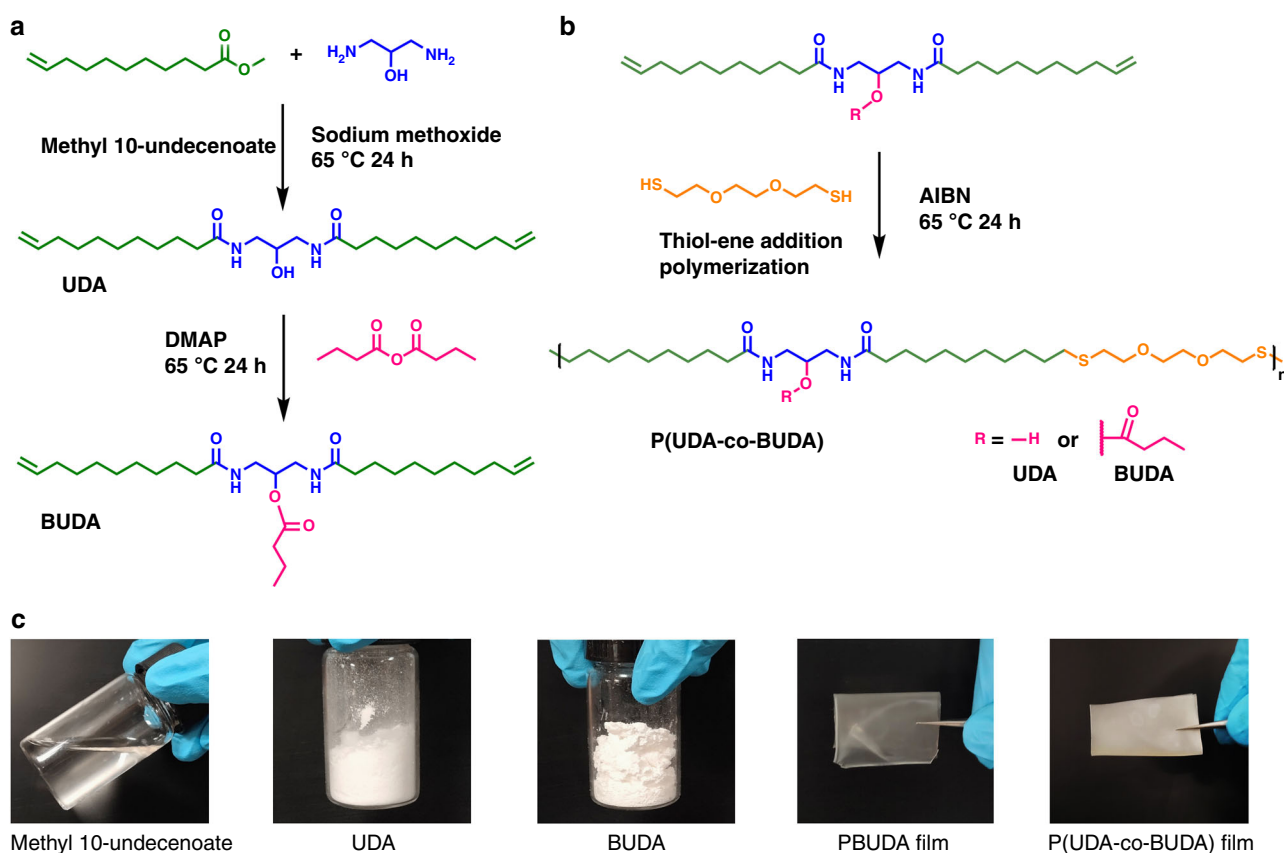 a
O
O
+
H₂N
NH₂
OH
Methyl 10-undecenoate
Sodium methoxide
65 °C 24 h
O
N
H
OH
N
H
O
UDA
DMAP
65 °C 24 h
O
O
O
O
N
H
O
N
H
O
O
BUDA
b
O
N
H
O
R
N
H
O
HS
O
O
SH
AIBN
65 °C 24 h
Thiol-ene addition
polymerization
O
N
H
O
R
N
H
O
S
O
O
S
n
P(UDA-co-BUDA)
R = –H or
O
UDA
BUDA
c
Methyl 10-undecenoate
UDA
BUDA
PBUDA film
P(UDA-co-BUDA) film